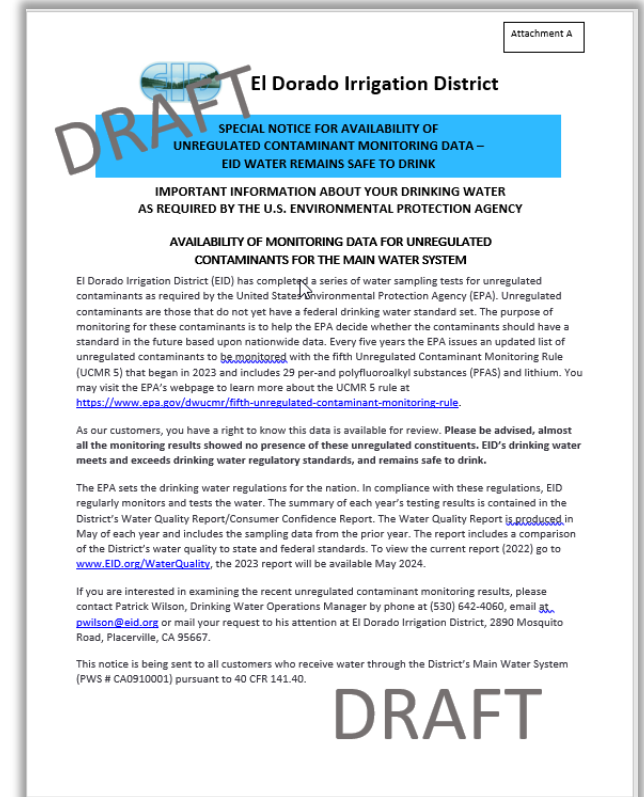 Attachment A
EID
El Dorado Irrigation District
DRAFT
SPECIAL NOTICE FOR AVAILABILITY OF
UNREGULATED CONTAMINANT MONITORING DATA –
EID WATER REMAINS SAFE TO DRINK
IMPORTANT INFORMATION ABOUT YOUR DRINKING WATER
AS REQUIRED BY THE U.S. ENVIRONMENTAL PROTECTION AGENCY
AVAILABILITY OF MONITORING DATA FOR UNREGULATED
CONTAMINANTS FOR THE MAIN WATER SYSTEM
El Dorado Irrigation District (EID) has completed a series of water sampling tests for unregulated
contaminants as required by the United States Environmental Protection Agency (EPA). Unregulated
contaminants are those that do not yet have a federal drinking water standard set. The purpose of
monitoring for these contaminants is to help the EPA decide whether the contaminants should have a
standard in the future based upon nationwide data. Every five years the EPA issues an updated list of
unregulated contaminants to be monitored with the fifth Unregulated Contaminant Monitoring Rule
(UCMR 5) that began in 2023 and includes 29 per-and polyfluoroalkyl substances (PFAS) and lithium. You
may visit the EPA's webpage to learn more about the UCMR 5 rule at
https://www.epa.gov/dwucmr/fifth-unregulated-contaminant-monitoring-rule.
As our customers, you have a right to know this data is available for review. Please be advised, almost
all the monitoring results showed no presence of these unregulated constituents. EID's drinking water
meets and exceeds drinking water regulatory standards, and remains safe to drink.
The EPA sets the drinking water regulations for the nation. In compliance with these regulations, EID
regularly monitors and tests the water. The summary of each year's testing results is contained in the
District's Water Quality Report/Consumer Confidence Report. The Water Quality Report is produced in
May of each year and includes the sampling data from the prior year. The report includes a comparison
of the District's water quality to state and federal standards. To view the current report (2022) go to
www.EID.org/WaterQuality, the 2023 report will be available May 2024.
If you are interested in examining the recent unregulated contaminant monitoring results, please
contact Patrick Wilson, Drinking Water Operations Manager by phone at (530) 642-4060, email at
pwilson@eid.org or mail your request to his attention at El Dorado Irrigation District, 2890 Mosquito
Road, Placerville, CA 95667.
This notice is being sent to all customers who receive water through the District's Main Water System
(PWS # CA0910001) pursuant to 40 CFR 141.40.
DRAFT